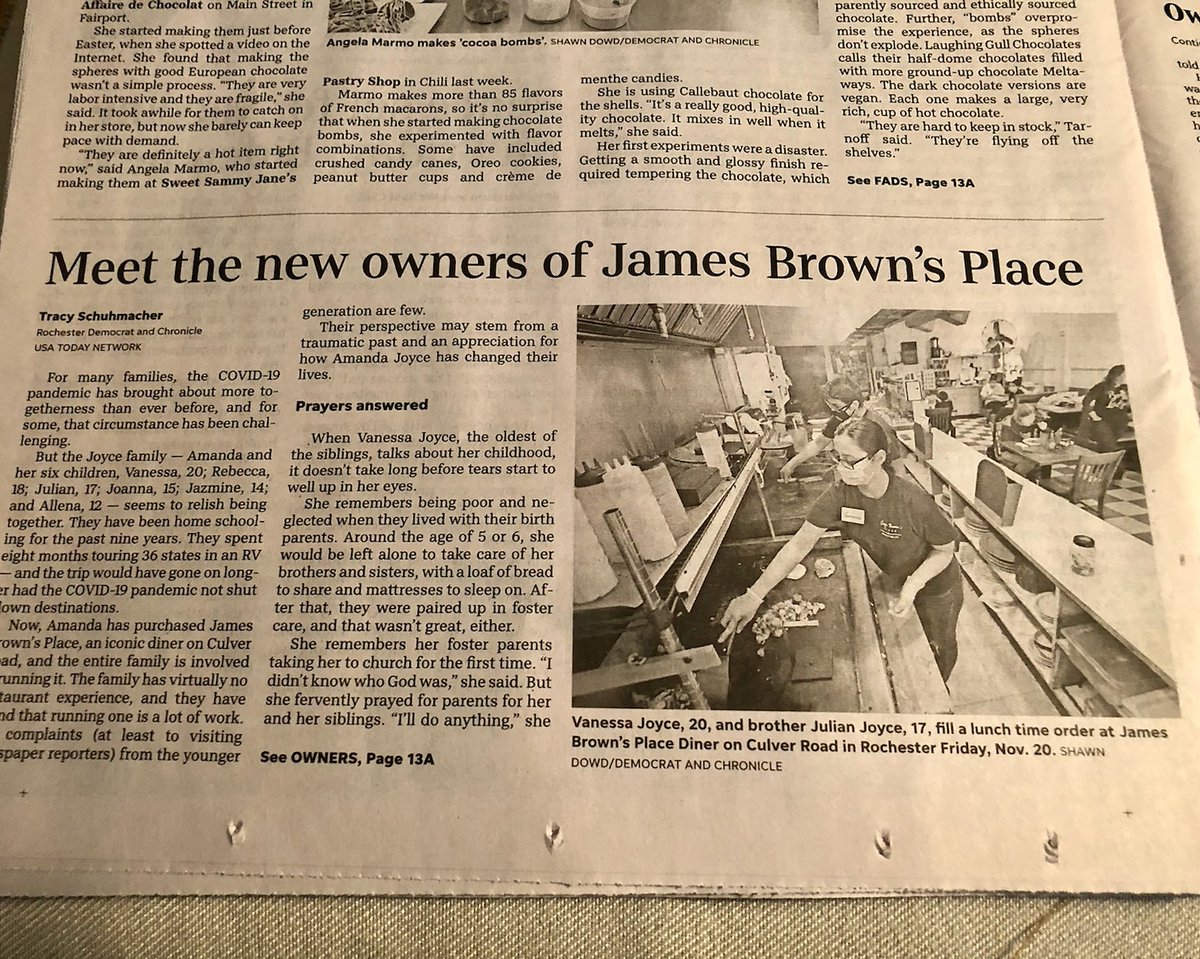 Affaire de Chocolat on Main Street in
Fairport.
She started making them just before
Easter, when she spotted a video on the
Internet. She found that making the
spheres with good European chocolate
wasn't a simple process. "They are very
labor intensive and they are fragile," she
said. It took awhile for them to catch on
in her store, but now she barely can keep
pace with demand.
"They are definitely a hot item right
now," said Angela Marmo, who started
making them at Sweet Sammy Jane's
Angela Marmo makes 'cocoa bombs'. SHAWN DOWD/DEMOCRAT AND CHRONICLE
Pastry Shop in Chili last week.
Marmo makes more than 85 flavors
of French macarons, so it's no surprise
that when she started making chocolate
bombs, she experimented with flavor
combinations. Some have included
crushed candy canes, Oreo cookies,
peanut butter cups and crème de
menthe candies.
She is using Callebaut chocolate for
the shells. "It's a really good, high-qual-
ity chocolate. It mixes in well when it
melts," she said.
Her first experiments were a disaster.
Getting a smooth and glossy finish re-
quired tempering the chocolate, which
parently sourced and ethically sourced
chocolate. Further, "bombs" overpro-
mise the experience, as the spheres
don't explode. Laughing Gull Chocolates
calls their half-dome chocolates filled
with more ground-up chocolate Melta-
ways. The dark chocolate versions are
vegan. Each one makes a large, very
rich, cup of hot chocolate.
"They are hard to keep in stock," Tar-
noff said. "They're flying off the
shelves."
See FADS, Page 13A
Ow
Conti
told
Meet the new owners of James Brown's Place
Tracy Schuhmacher
Rochester Democrat and Chronicle
USA TODAY NETWORK
For many families, the COVID-19
pandemic has brought about more to-
getherness than ever before, and for
some, that circumstance has been chal-
lenging.
But the Joyce family — Amanda and
her six children, Vanessa, 20; Rebecca,
18; Julian, 17; Joanna, 15; Jazmine, 14;
and Allena, 12 — seems to relish being
together. They have been home school-
ing for the past nine years. They spent
eight months touring 36 states in an RV
— and the trip would have gone on long-
er had the COVID-19 pandemic not shut
down destinations.
Now, Amanda has purchased James
rown's Place, an iconic diner on Culver
ad, and the entire family is involved
running it. The family has virtually no
taurant experience, and they have
nd that running one is a lot of work.
complaints (at least to visiting
spaper reporters) from the younger
generation are few.
Their perspective may stem from a
traumatic past and an appreciation for
how Amanda Joyce has changed their
lives.
Prayers answered
When Vanessa Joyce, the oldest of
the siblings, talks about her childhood,
it doesn't take long before tears start to
well up in her eyes.
She remembers being poor and ne-
glected when they lived with their birth
parents. Around the age of 5 or 6, she
would be left alone to take care of her
brothers and sisters, with a loaf of bread
to share and mattresses to sleep on. Af-
ter that, they were paired up in foster
care, and that wasn't great, either.
She remembers her foster parents
taking her to church for the first time. "I
didn't know who God was," she said. But
she fervently prayed for parents for her
and her siblings. "I'll do anything," she
See OWNERS, Page 13A
Vanessa Joyce, 20, and brother Julian Joyce, 17, fill a lunch time order at James
Brown's Place Diner on Culver Road in Rochester Friday, Nov. 20. SHAWN
DOWD/DEMOCRAT AND CHRONICLE